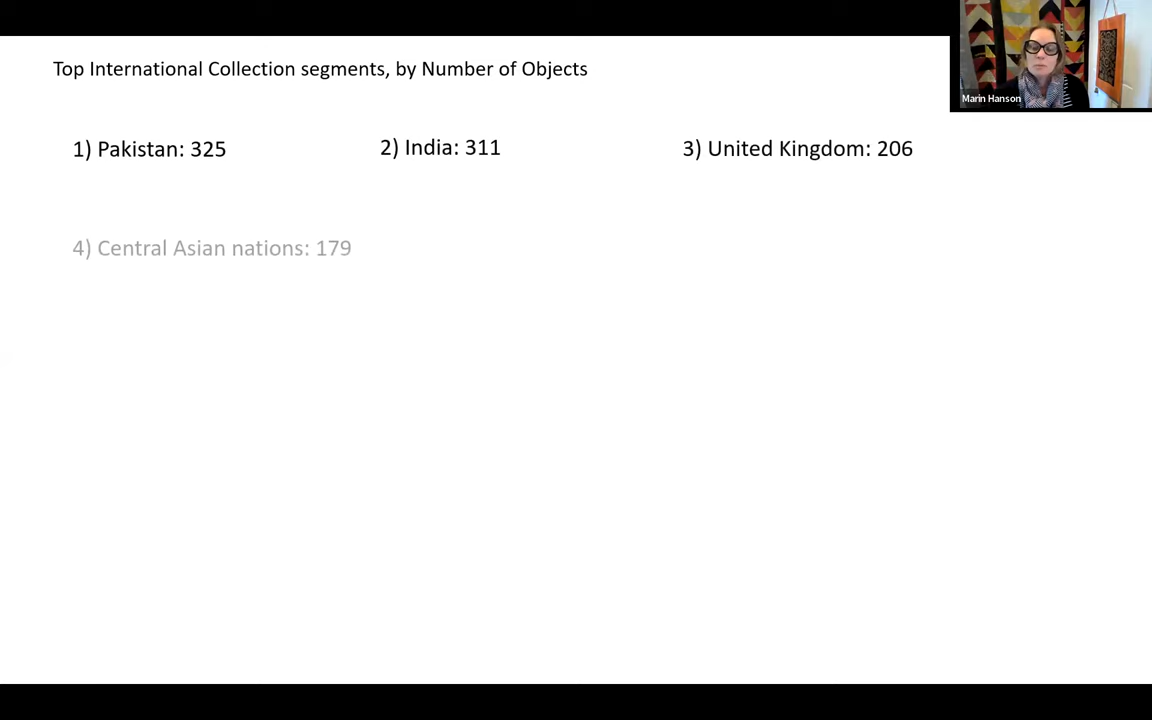 Top International Collection segments, by Number of Objects
Marin Hanson
1) Pakistan: 325
2) India: 311
3) United Kingdom: 206
4) Central Asian nations: 179